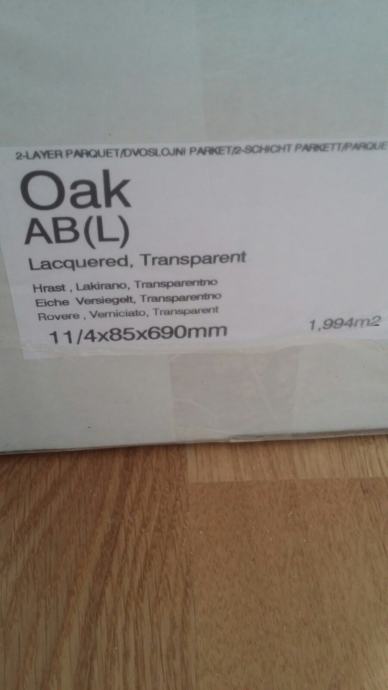 2-LAYER PARQUET/DVOSLOJNI PARKET/2-SCHICHT PARKETT/PARQUE
Oak
AB(L)
Lacquered, Transparent
Hrast , Lakirano, Transparentno
Eiche Versiegelt, Transparentno
Rovere , Verniciato, Transparent
11/4x85x690mm
1,994m2